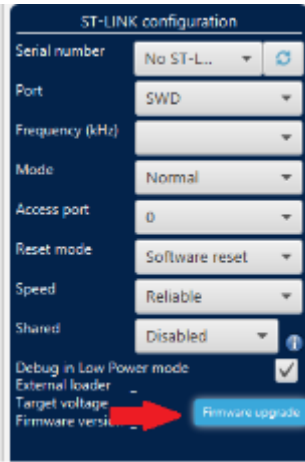 ST-LINK configuration
Serial number No ST-L...
Port SWD
Frequency (kHz)
Mode Normal
Access port 0
Reset mode Software reset
Speed Reliable
Shared Disabled
Debug in Low Power mode
External loader _
Target voltage
Firmware version _ Firmware upgrade